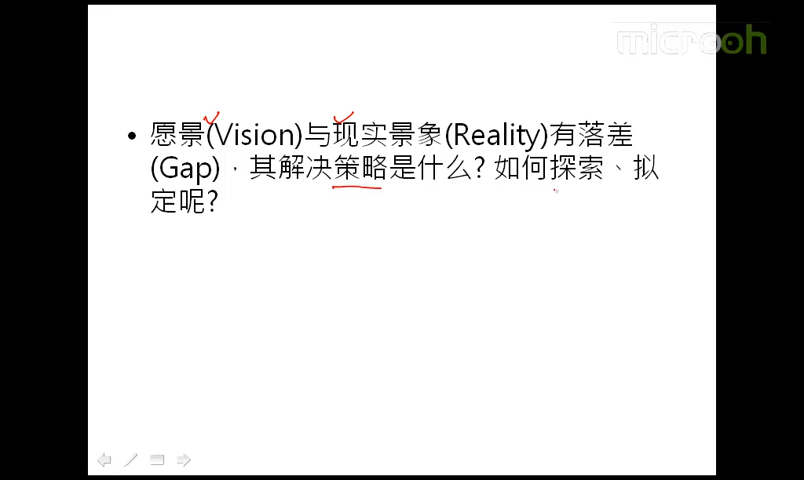 microoh
• 愿景(Vision)与现实景象(Reality)有落差
(Gap)，其解决策略是什么? 如何探索、拟
定呢?